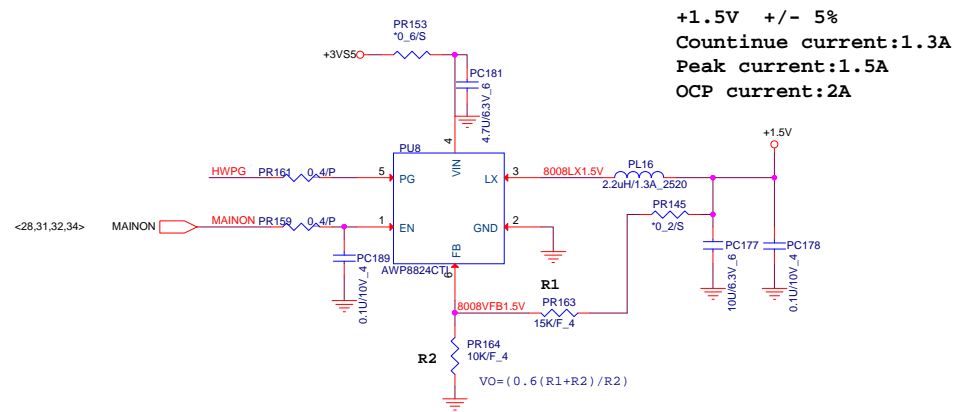 +1.5V +/- 5%
Countinue current:1.3A
Peak current:1.5A
OCP current:2A
PR153
*0_6/S
+3VS5
PC181
4.7U/6.3V_6
4
PU8
VIN
HWPG
PR161
0_4/P
5
PG
LX
3
8008LX1.5V
PL16
2.2uH/1.3A_2520
+1.5V
<28,31,32,34>
MAINON
MAINON
PR159
0_4/P
1
EN
GND
2
FB
6
AWP8824CTI
PC189
0.1U/10V_4
PR145
*0_2/S
PC177
10U/6.3V_6
PC178
0.1U/10V_4
R1
8008VFB1.5V
PR163
15K/F_4
R2
PR164
10K/F_4
VO=(0.6(R1+R2)/R2)